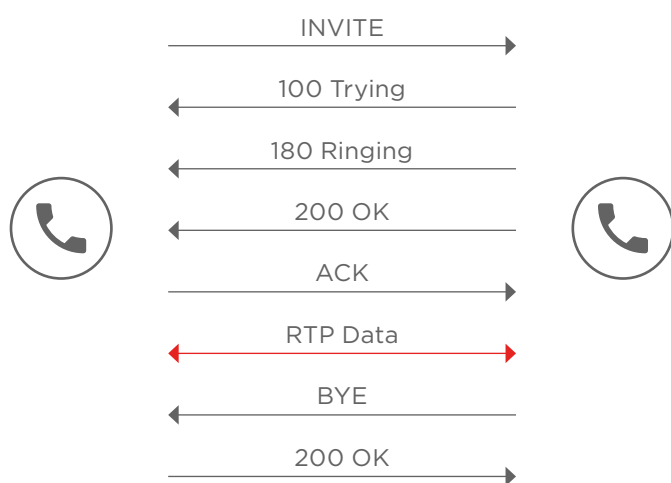 INVITE
100 Trying
180 Ringing
200 OK
ACK
RTP Data
BYE
200 OK